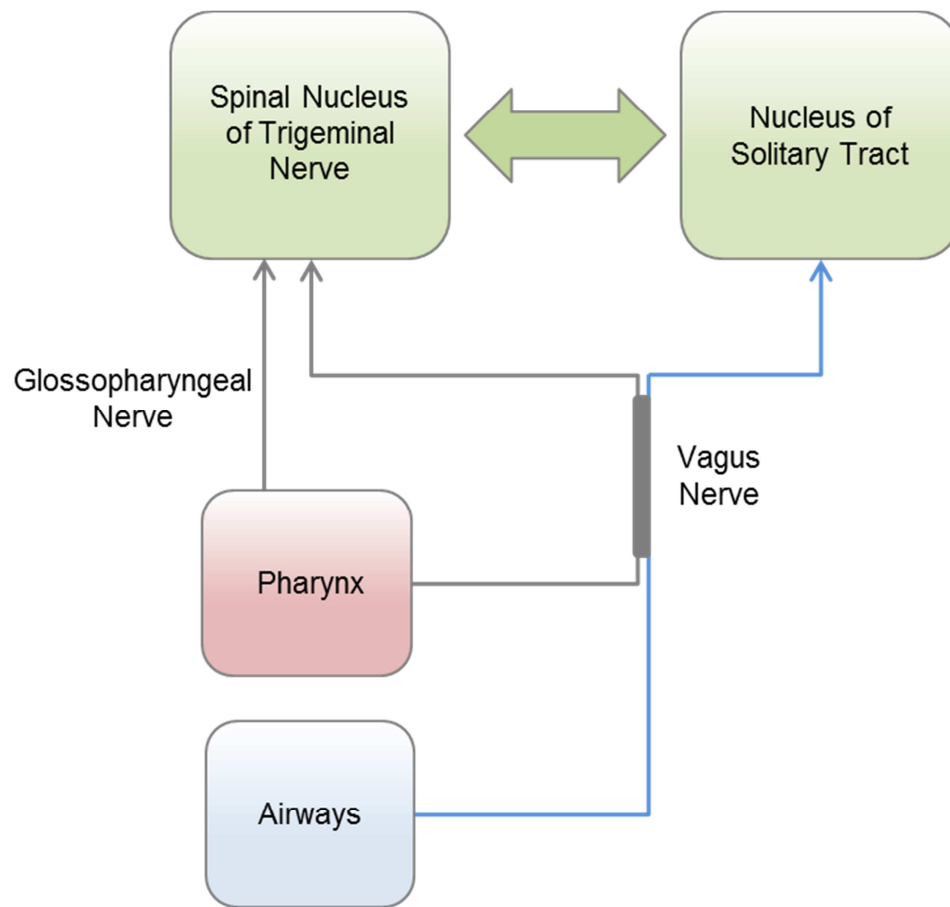 Spinal Nucleus
of Trigeminal
Nerve
Nucleus of
Solitary Tract
Glossopharyngeal
Nerve
Vagus
Nerve
Pharynx
Airways